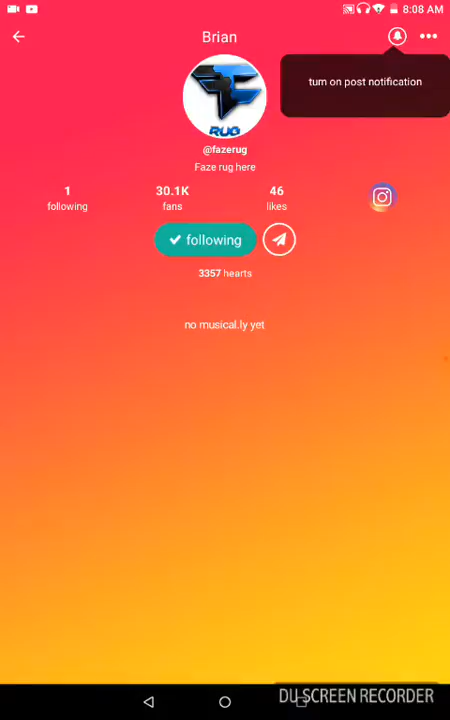 8:08 AM
Brian
turn on post notification
RUG
@fazerug
Faze rug here
1
following
30.1K
fans
46
likes
following
3357 hearts
no musical.ly yet
DU SCREEN RECORDER